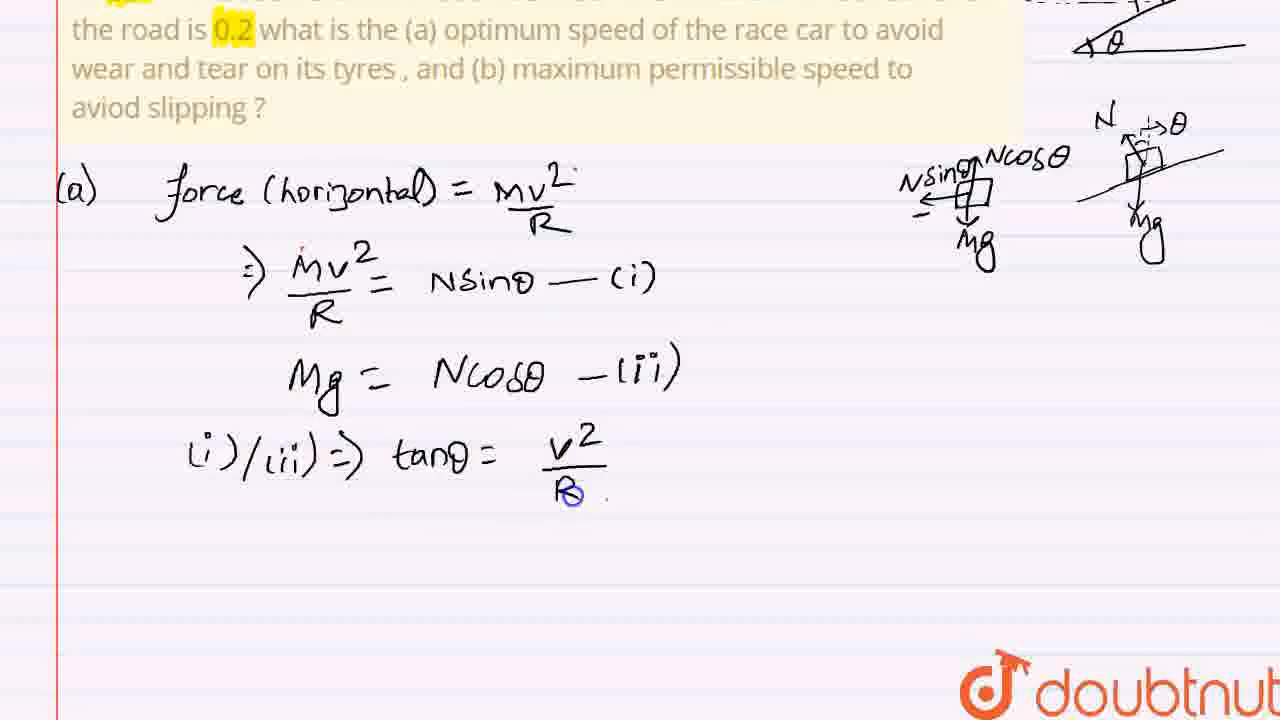 the road is 0.2 what is the (a) optimum speed of the race car to avoid
wear and tear on its tyres , and (b) maximum permissible speed to
aviod slipping ?
θ
(a) force (horizontal) = Mv²/R
=) Mv²/R = Nsinθ — (i)
Mg = Ncosθ — (ii)
(i)/(ii) =) tanθ = v²/R
Nsinθ
Ncosθ
Mg
N
θ
Mg
doubtnut